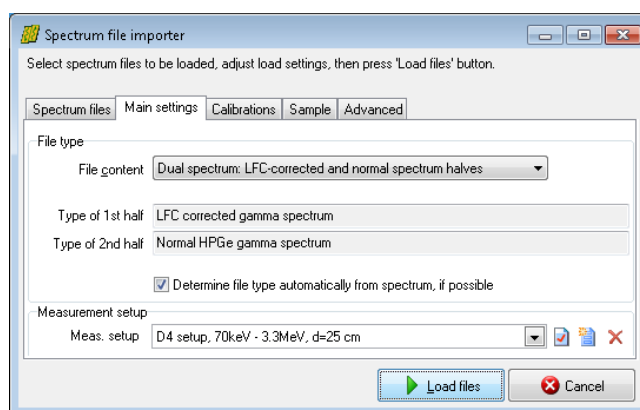 Spectrum file importer
Select spectrum files to be loaded, adjust load settings, then press 'Load files' button.
Spectrum files Main settings Calibrations Sample Advanced
File type
File content Dual spectrum: LFC-corrected and normal spectrum halves
Type of 1st half LFC corrected gamma spectrum
Type of 2nd half Normal HPGe gamma spectrum
Determine file type automatically from spectrum, if possible
Measurement setup
Meas. setup D4 setup, 70keV - 3.3MeV, d=25 cm
Load files Cancel